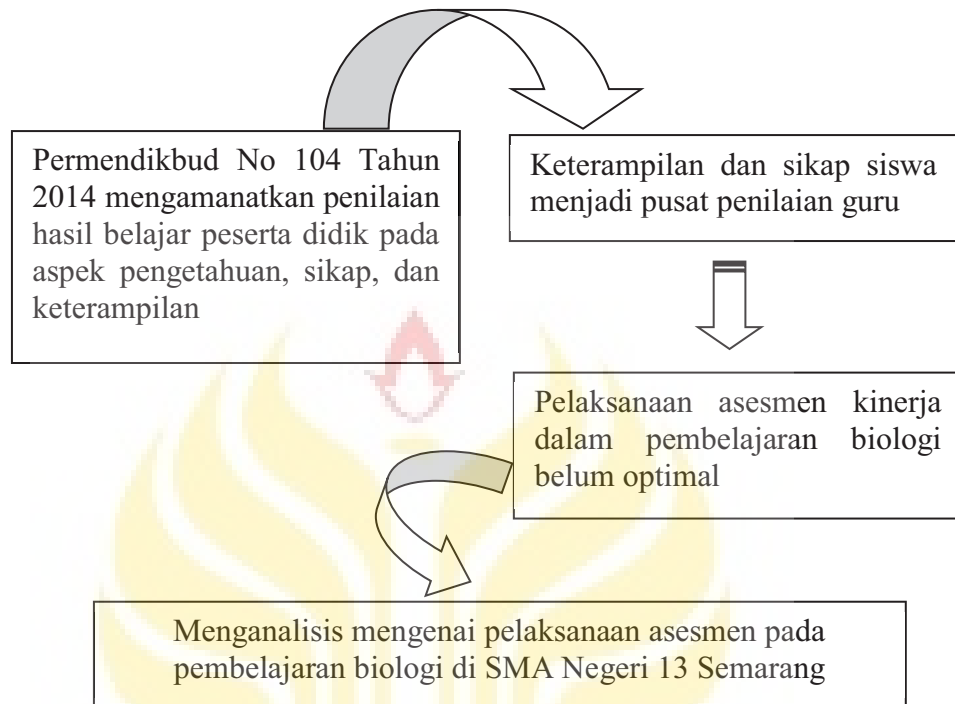 Permendikbud No 104 Tahun
2014 mengamanatkan penilaian
hasil belajar peserta didik pada
aspek pengetahuan, sikap, dan
keterampilan
Keterampilan dan sikap siswa
menjadi pusat penilaian guru
Pelaksanaan asesmen kinerja
dalam pembelajaran biologi
belum optimal
Menganalisis mengenai pelaksanaan asesmen pada
pembelajaran biologi di SMA Negeri 13 Semarang